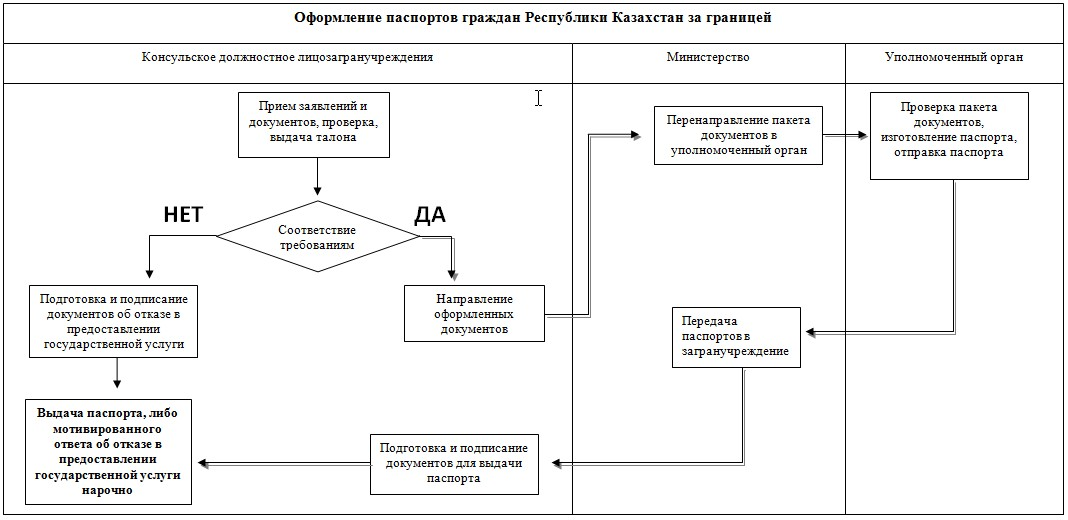 Оформление паспортов граждан Республики Казахстан за границей
Консульское должностное лицозагранучреждения
Министерство
Уполномоченный орган
Прием заявлений и
документов, проверка,
выдача талона
Перенаправление пакета
документов в
уполномоченный орган
Проверка пакета
документов,
изготовление паспорта,
отправка паспорта
НЕТ
ДА
Соответствие
требованиям
Подготовка и подписание
документов об отказе в
предоставлении
государственной услуги
Направление
оформленных
документов
Передача
паспортов в
загранучреждение
Выдача паспорта, либо
мотивированного
ответа об отказе в
предоставлении
государственной услуги
нарочно
Подготовка и подписание
документов для выдачи
паспорта